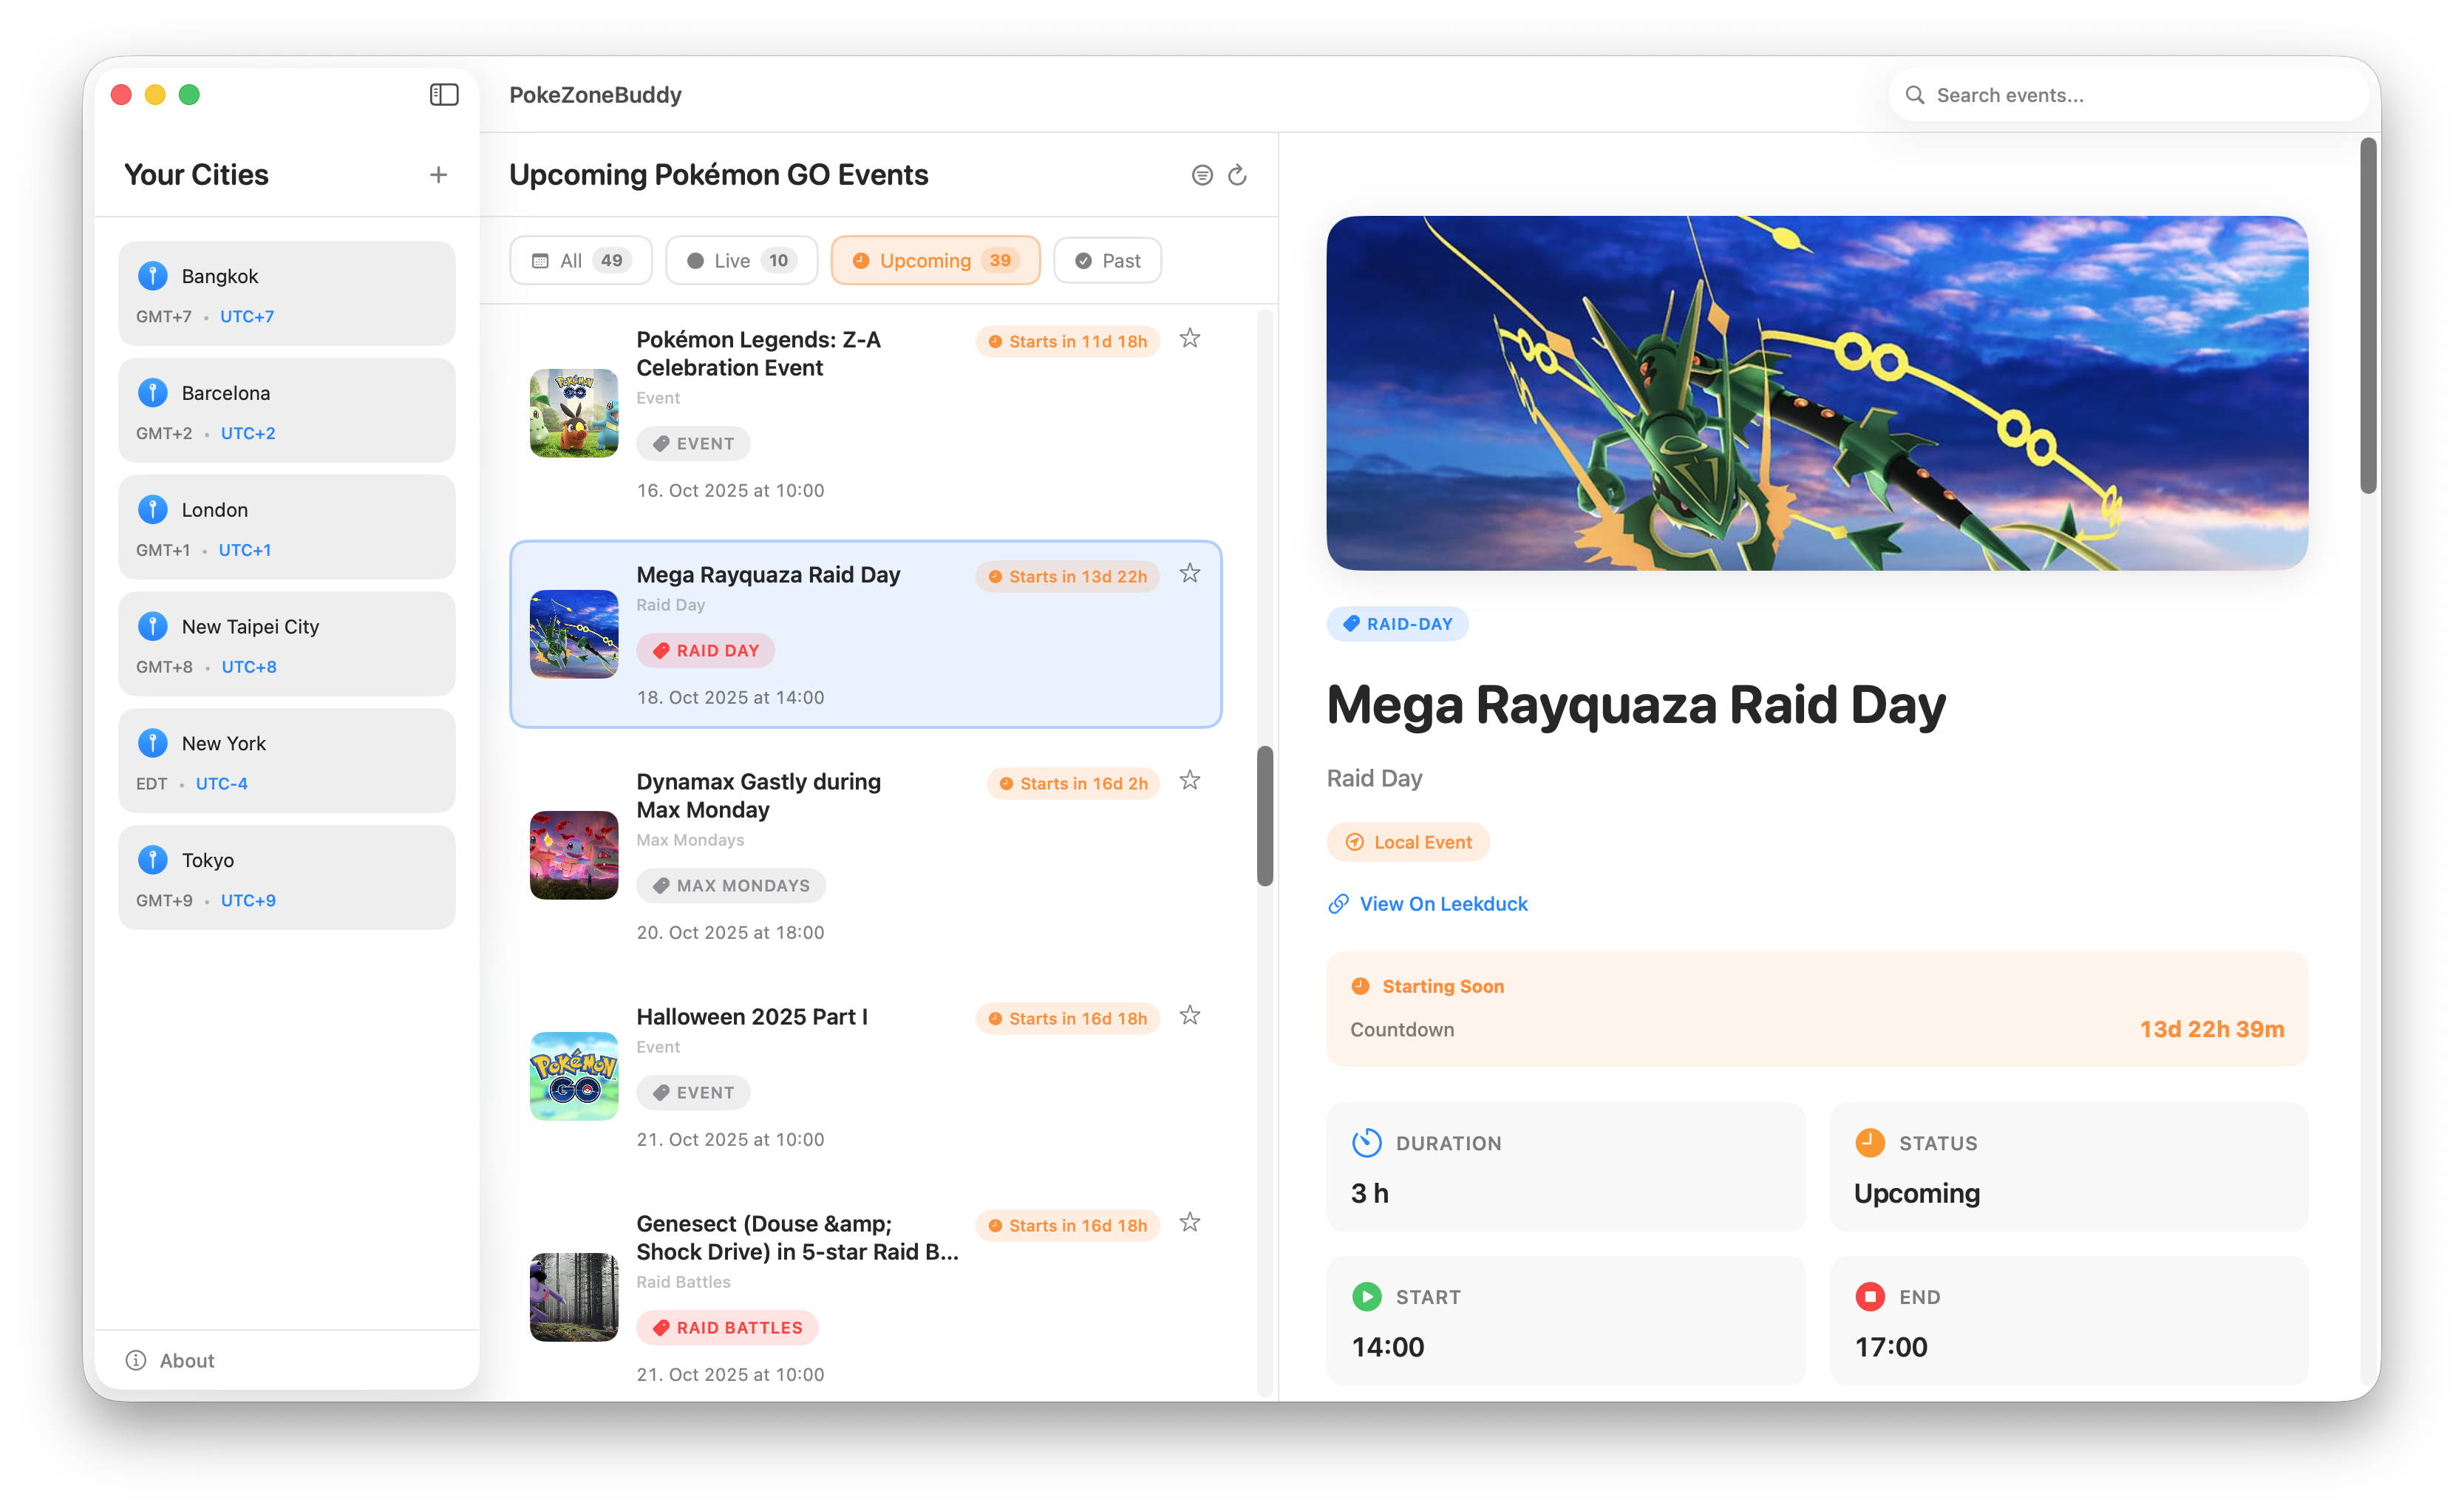 PokeZoneBuddy
Search events...
Your Cities
Bangkok
GMT+7 • UTC+7
Barcelona
GMT+2 • UTC+2
London
GMT+1 • UTC+1
New Taipei City
GMT+8 • UTC+8
New York
EDT • UTC-4
Tokyo
GMT+9 • UTC+9
About
Upcoming Pokémon GO Events
All 49
Live 10
Upcoming 39
Past
POKÉMON GO
Pokémon Legends: Z-A
Celebration Event
Starts in 11d 18h
Event
EVENT
16. Oct 2025 at 10:00
Mega Rayquaza Raid Day
Starts in 13d 22h
Raid Day
RAID DAY
18. Oct 2025 at 14:00
Dynamax Gastly during
Max Monday
Starts in 16d 2h
Max Mondays
MAX MONDAYS
20. Oct 2025 at 18:00
POKÉMON GO
Halloween 2025 Part I
Starts in 16d 18h
Event
EVENT
21. Oct 2025 at 10:00
Genesect (Douse &amp;
Shock Drive) in 5-star Raid B...
Starts in 16d 18h
Raid Battles
RAID BATTLES
21. Oct 2025 at 10:00
RAID-DAY
Mega Rayquaza Raid Day
Raid Day
Local Event
View On Leekduck
Starting Soon
Countdown
13d 22h 39m
DURATION
3 h
STATUS
Upcoming
START
14:00
END
17:00